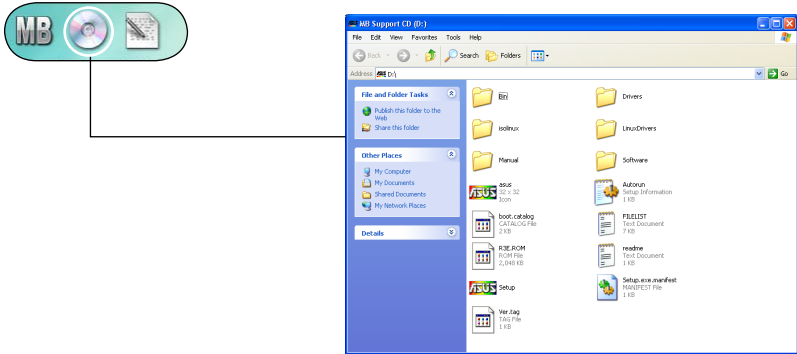 MB
MB Support CD (D:)
File Edit View Favorites Tools Help
Back Search Folders
Address D:\ Go
File and Folder Tasks
Publish this folder to the
Web
Share this folder
Other Places
My Computer
My Documents
Shared Documents
My Network Places
Details
Bin
Drivers
isolinux
LinuxDrivers
Manual
Software
ASUS
asus
32 x 32
Icon
Autorun
Setup Information
1 KB
boot.catalog
CATALOG File
2 KB
FILELIST
Text Document
7 KB
R3E.ROM
ROM File
2,048 KB
readme
Text Document
1 KB
ASUS
Setup
Setup.exe.manifest
MANIFEST File
1 KB
Ver.tag
TAG File
1 KB